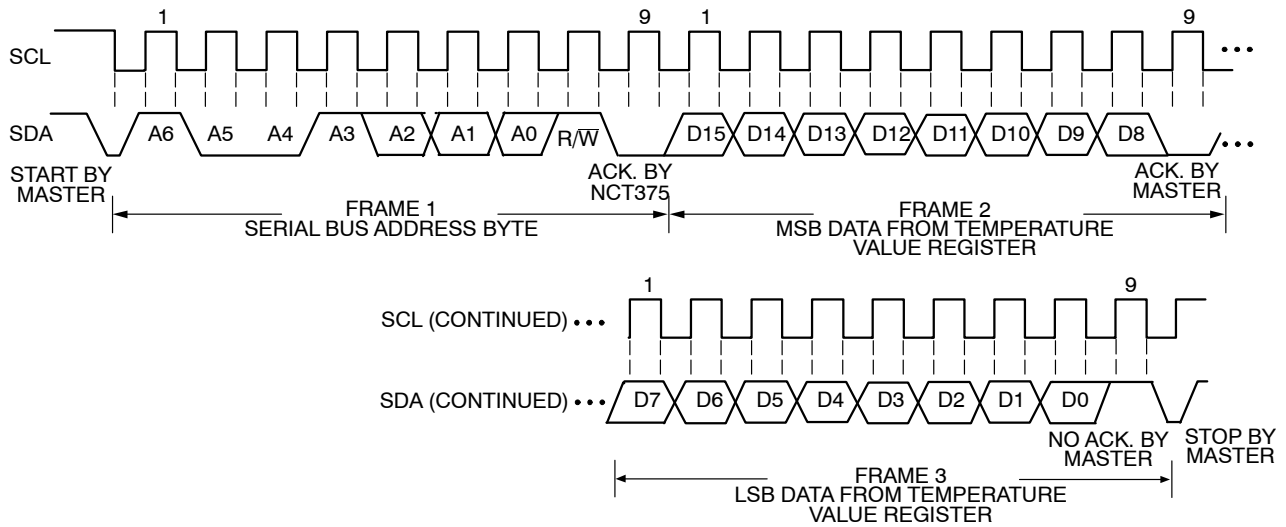 1 9 1 9
SCL
SDA A6 A5 A4 A3 A2 A1 A0 R/W̅ D15 D14 D13 D12 D11 D10 D9 D8
START BY
MASTER
ACK. BY
NCT375
ACK. BY
MASTER
FRAME 1
SERIAL BUS ADDRESS BYTE
FRAME 2
MSB DATA FROM TEMPERATURE
VALUE REGISTER
1 9
SCL (CONTINUED)
SDA (CONTINUED) D7 D6 D5 D4 D3 D2 D1 D0
NO ACK. BY
MASTER
STOP BY
MASTER
FRAME 3
LSB DATA FROM TEMPERATURE
VALUE REGISTER